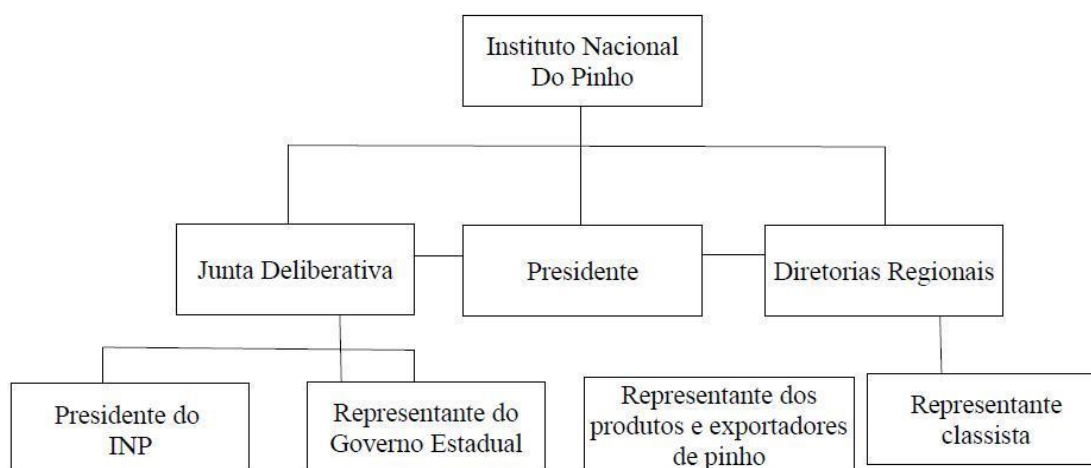 Instituto Nacional
Do Pinho
Junta Deliberativa
Presidente
Diretorias Regionais
Presidente do
INP
Representante do
Governo Estadual
Representante dos
produtos e exportadores
de pinho
Representante
classista